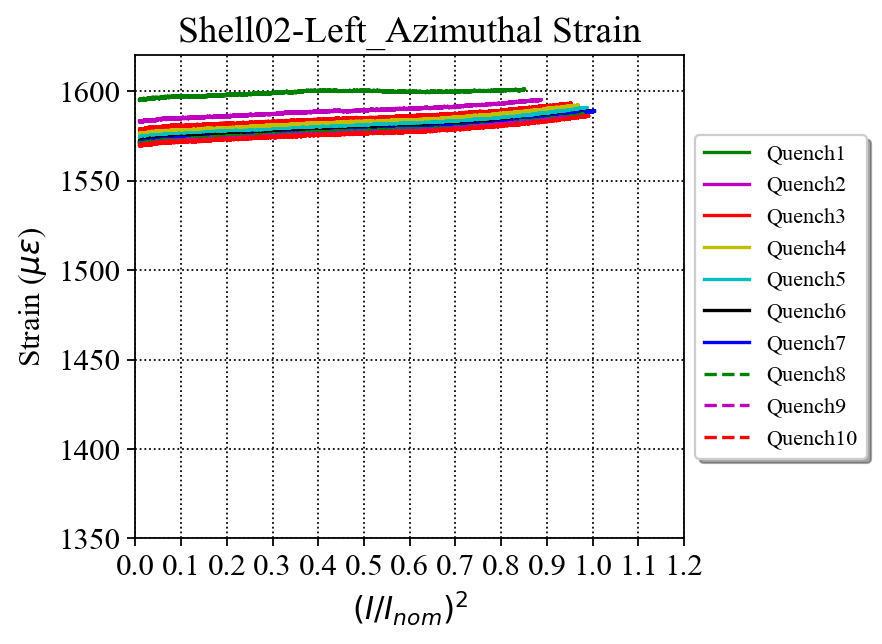 Shell02-Left_Azimuthal Strain
1600
1550
1500
1450
1400
1350
Strain (με)
0.0 0.1 0.2 0.3 0.4 0.5 0.6 0.7 0.8 0.9 1.0 1.1 1.2
(I/I_nom)^2
Quench1
Quench2
Quench3
Quench4
Quench5
Quench6
Quench7
Quench8
Quench9
Quench10